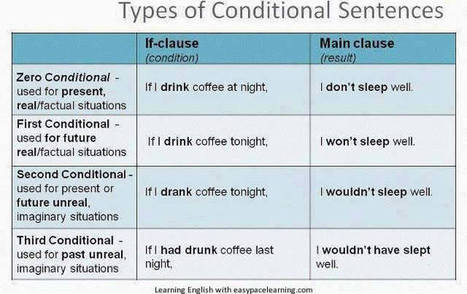 Types of Conditional Sentences
If-clause
(condition)
Main clause
(result)
Zero Conditional -
used for present,
real/factual situations
If I drink coffee at night,
I don't sleep well.
First Conditional -
used for future
real/factual situations
If I drink coffee tonight,
I won't sleep well.
Second Conditional -
used for present or
future unreal,
imaginary situations
If I drank coffee tonight,
I wouldn't sleep well.
Third Conditional -
used for past unreal,
imaginary situations
If I had drunk coffee last
night,
I wouldn't have slept
well.
Learning English with easypacelearning.com